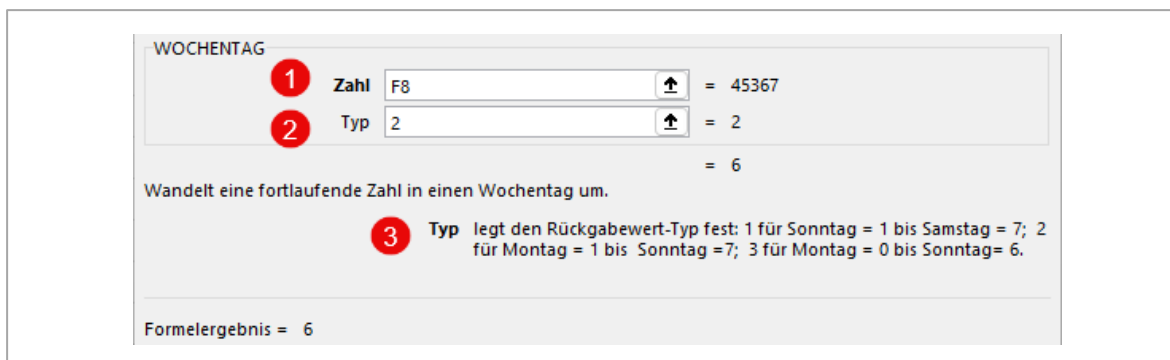 WOCHENTAG
1 Zahl F8 = 45367
2 Typ 2 = 2
= 6
Wandelt eine fortlaufende Zahl in einen Wochentag um.
3 Typ legt den Rückgabewert-Typ fest: 1 für Sonntag = 1 bis Samstag = 7; 2
für Montag = 1 bis Sonntag =7; 3 für Montag = 0 bis Sonntag= 6.
Formelergebnis = 6